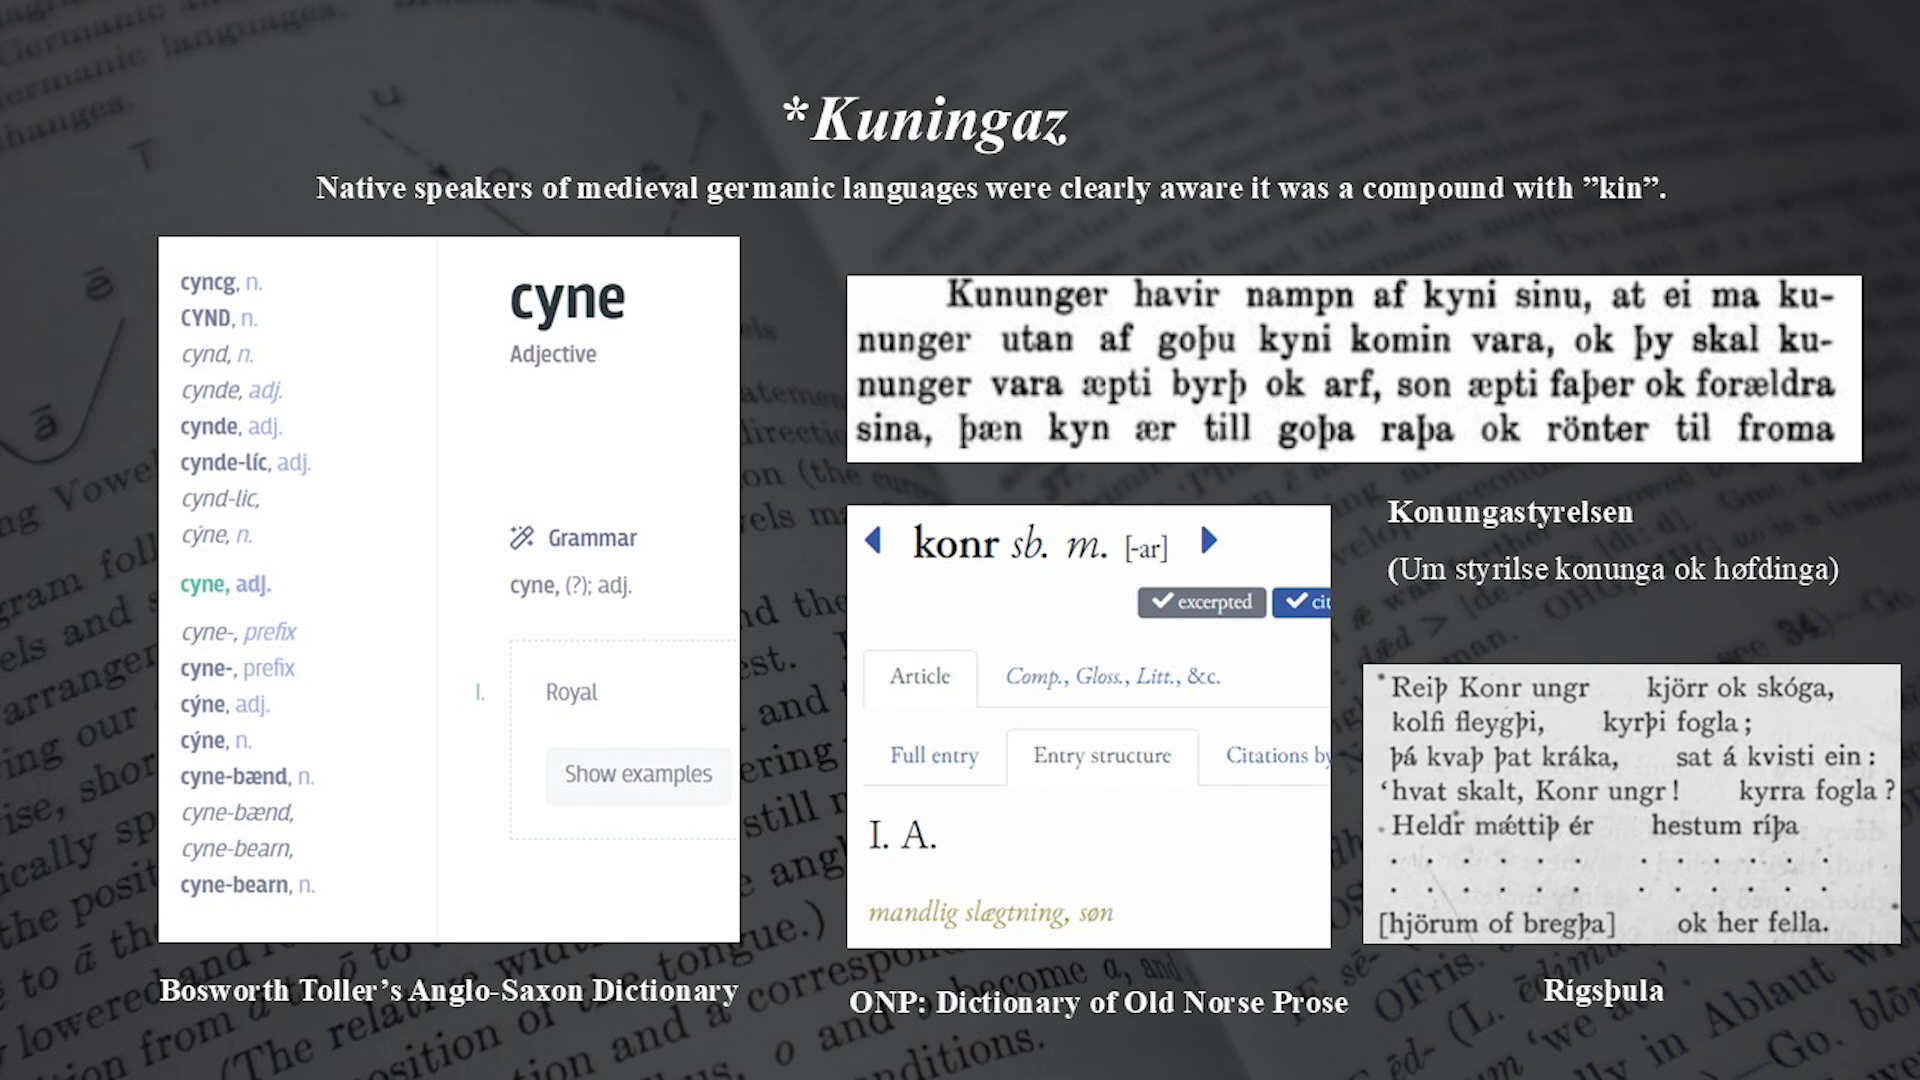 *Kuningaz
Native speakers of medieval germanic languages were clearly aware it was a compound with ”kin”.
cyncg, n.
CYND, n.
cynd, n.
cynde, adj.
cynde, adj.
cynde-líc, adj.
cynd-lic,
cýne, n.
cyne, adJ.
cyne-, prefix
cyne-, prefix
cýne, adj.
cýne, n.
cyne-bænd, n.
cyne-bænd,
cyne-bearn,
cyne-bearn, n.
cyne
Adjective
Grammar
cyne, (?); adj.
I. Royal
Show examples
Bosworth Toller’s Anglo-Saxon Dictionary
Kununger havir nampn af kyni sinu, at ei ma ku-
nunger utan af goþu kyni komin vara, ok þy skal ku-
nunger vara æpti byrþ ok arf, son æpti faþer ok forældra
sina, þæn kyn ær till goþa raþa ok rönter til froma
Konungastyrelsen
(Um styrilse konunga ok høfdinga)
konr sb. m. [-ar]
excerpted cit
Article Comp., Gloss., Litt., &c.
Full entry Entry structure Citations by
I. A.
mandlig slægtning, søn
ONP: Dictionary of Old Norse Prose
Reiþ Konr ungr kjörr ok skóga,
kolfi fleygþi, kyrþi fogla;
þá kvaþ þat kráka, sat á kvisti ein:
‘hvat skalt, Konr ungr! kyrra fogla?
Heldr mǽttiþ ér hestum ríþa
. . . . . . . . . . . . .
. . . . . . . . . . . . .
[hjörum of bregþa] ok her fella.
Rígsþula